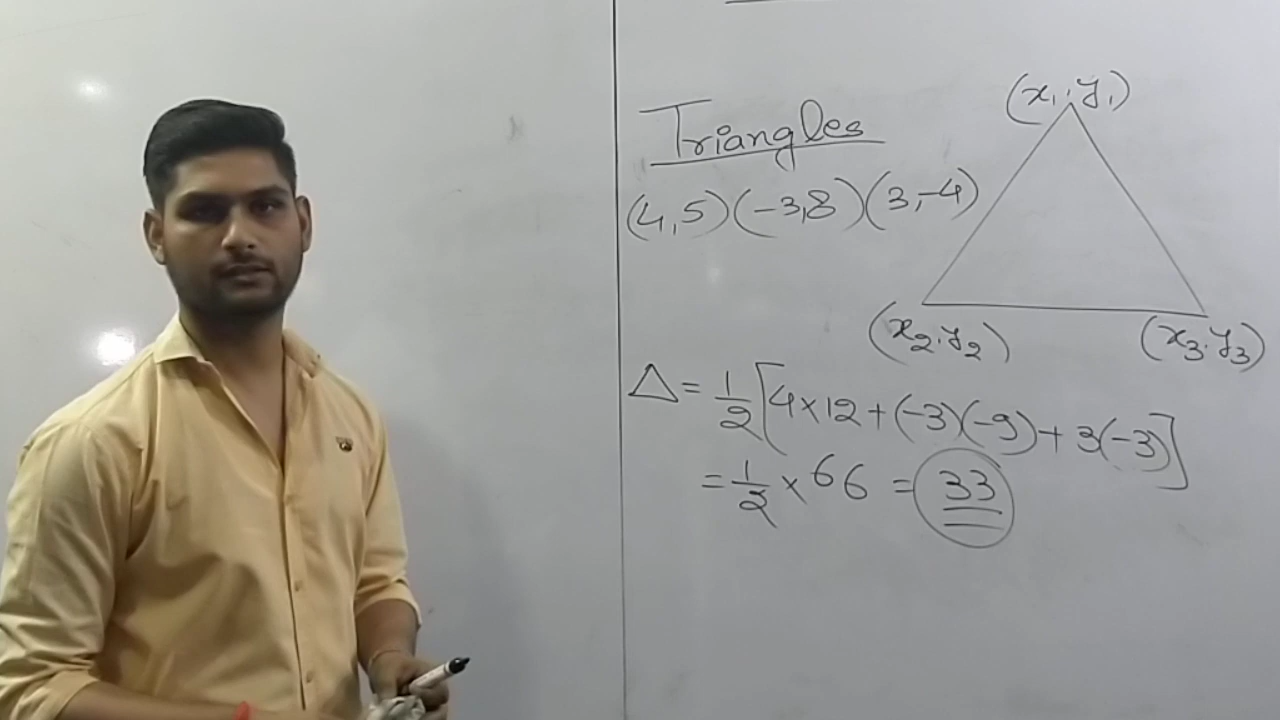 (x₁,y₁)
Triangles
(4,5)(-3,8)(3,-4)
(x₂,y₂) (x₃,y₃)
Δ = 1/2[4×12+(-3)(-9)+3(-3)]
= 1/2 × 66 = 33